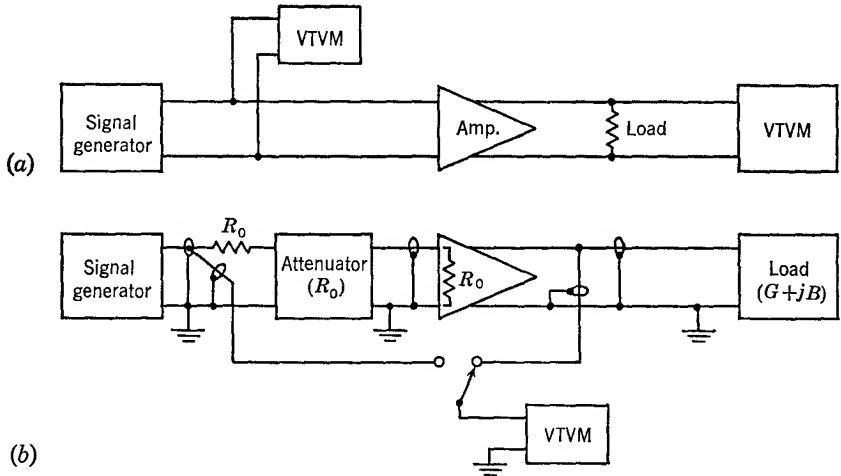 VTVM
Signal
generator
Amp.
Load
VTVM
(a)
R₀
Signal
generator
Attenuator
(R₀)
R₀
Load
(G+jB)
VTVM
(b)